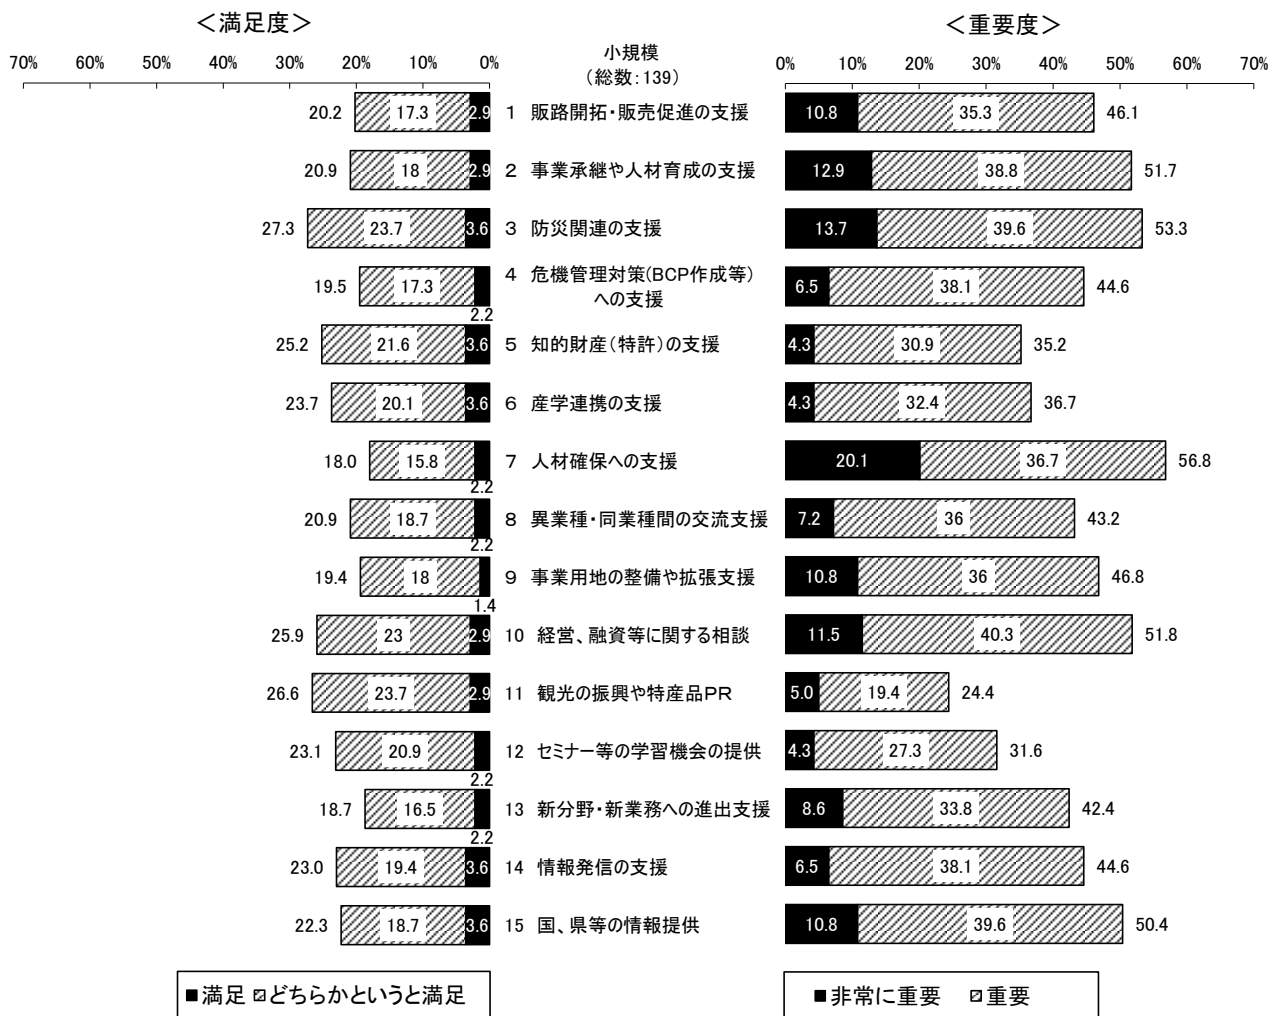 ＜満足度＞ ＜重要度＞
70% 60% 50% 40% 30% 20% 10% 0% 小規模 0% 10% 20% 30% 40% 50% 60% 70%
（総数：139）
20.2 17.3 2.9 1 販路開拓・販売促進の支援 10.8 35.3 46.1
20.9 18 2.9 2 事業承継や人材育成の支援 12.9 38.8 51.7
27.3 23.7 3.6 3 防災関連の支援 13.7 39.6 53.3
19.5 17.3 2.2 4 危機管理対策(BCP作成等) 6.5 38.1 44.6
への支援
25.2 21.6 3.6 5 知的財産（特許）の支援 4.3 30.9 35.2
23.7 20.1 3.6 6 産学連携の支援 4.3 32.4 36.7
18.0 15.8 2.2 7 人材確保への支援 20.1 36.7 56.8
20.9 18.7 2.2 8 異業種・同業種間の交流支援 7.2 36 43.2
19.4 18 1.4 9 事業用地の整備や拡張支援 10.8 36 46.8
25.9 23 2.9 10 経営、融資等に関する相談 11.5 40.3 51.8
26.6 23.7 2.9 11 観光の振興や特産品ＰＲ 5.0 19.4 24.4
23.1 20.9 2.2 12 セミナー等の学習機会の提供 4.3 27.3 31.6
18.7 16.5 2.2 13 新分野・新業務への進出支援 8.6 33.8 42.4
23.0 19.4 3.6 14 情報発信の支援 6.5 38.1 44.6
22.3 18.7 3.6 15 国、県等の情報提供 10.8 39.6 50.4
満足 どちらかというと満足 非常に重要 重要